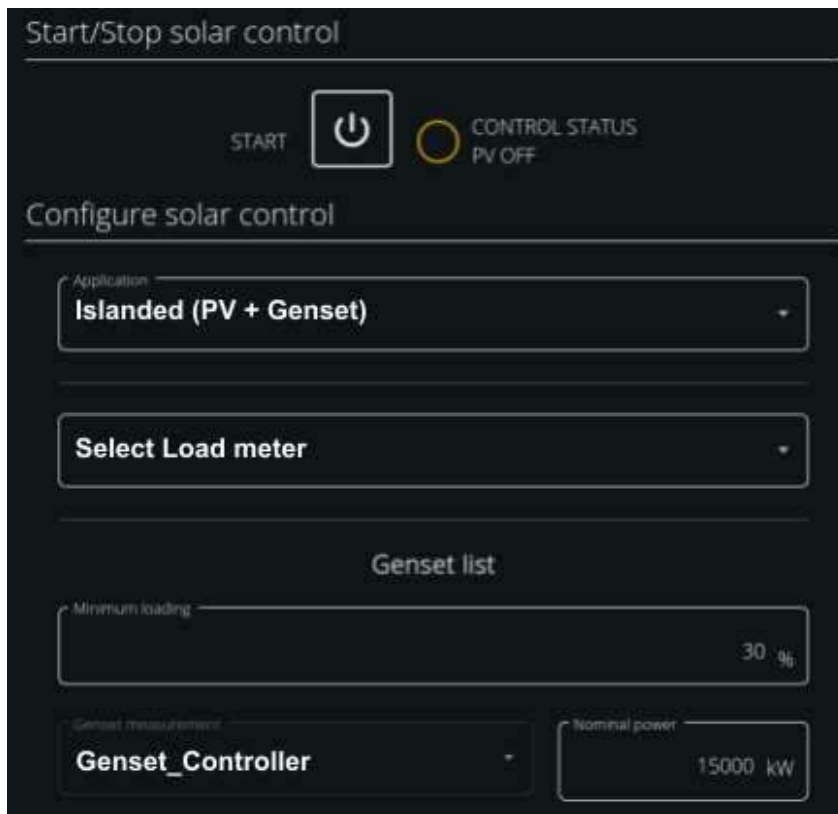 Start/Stop solar control
START
CONTROL STATUS
PV OFF
Configure solar control
Application
Islanded (PV + Genset)
Select Load meter
Genset list
Minimum loading
30 %
Genset measurement
Genset_Controller
Nominal power
15000 kW